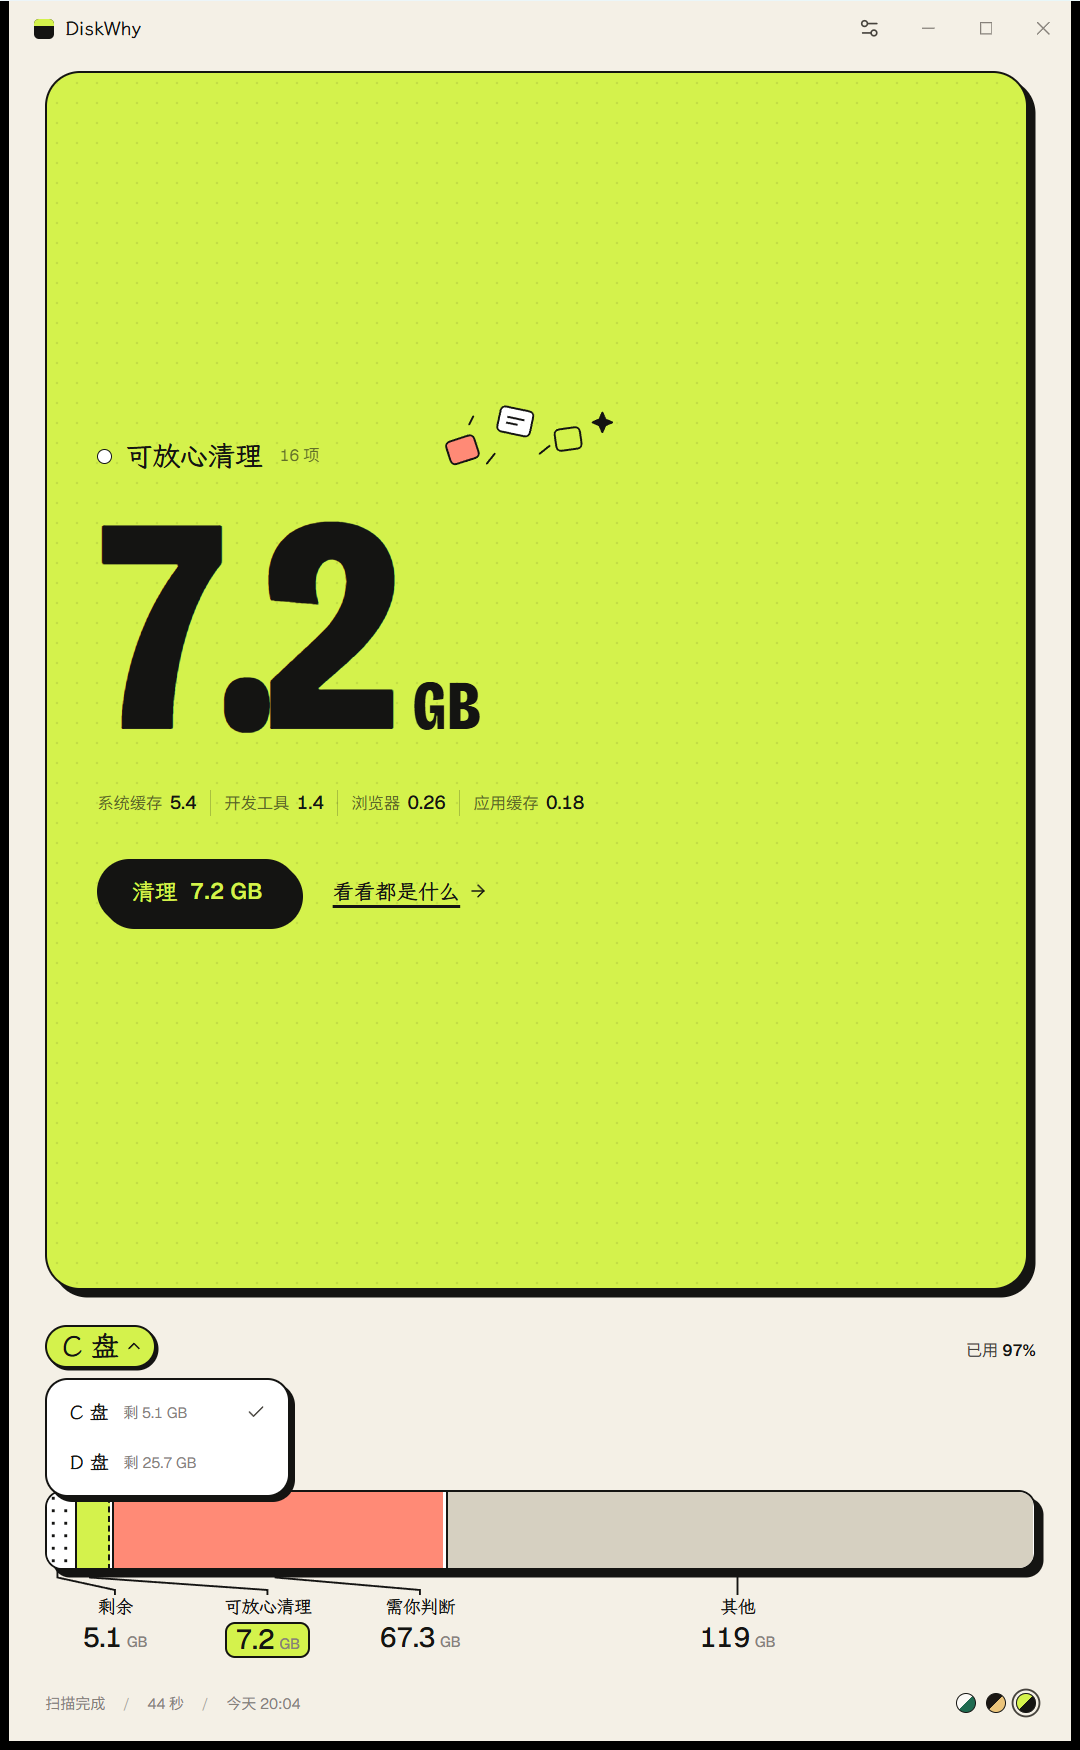 DiskWhy
可放心清理 16 项
7.2 GB
系统缓存 5.4 开发工具 1.4 浏览器 0.26 应用缓存 0.18
清理 7.2 GB 看看都是什么 →
C 盘 已用 97%
C 盘 剩 5.1 GB
D 盘 剩 25.7 GB
剩余 可放心清理 需你判断 其他
5.1 GB 7.2 GB 67.3 GB 119 GB
扫描完成 / 44 秒 / 今天 20:04